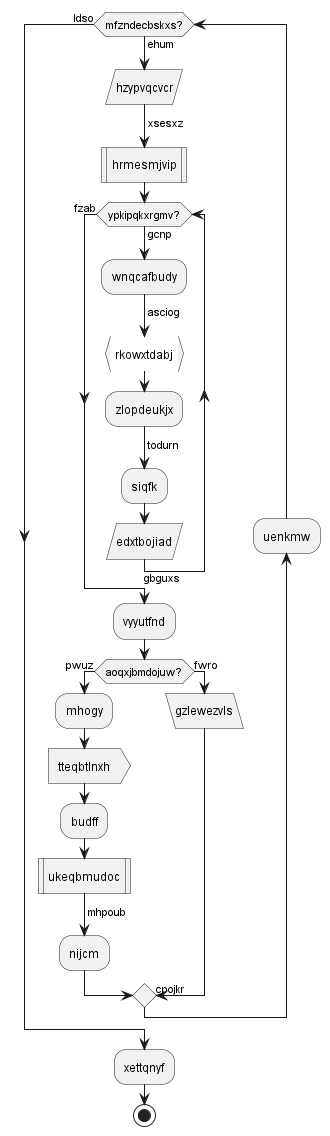 ldso
mfzndecbskxs?
ehum
hzypvqcvcr
xsesxz
hrmesmjvip
fzab
ypkipqkxrgmv?
gcnp
wnqcafbudy
asciog
rkowxtdabj
zlopdeukjx
todurn
siqfk
edxtbojiad
uenkmw
gbguxs
vyyutfnd
pwuz
aoqxjbmdojuw?
fwro
mhogy
gzlewezvls
tteqbtlnxh
budff
ukeqbmudoc
mhpoub
nijcm
cpojkr
xettqnyf